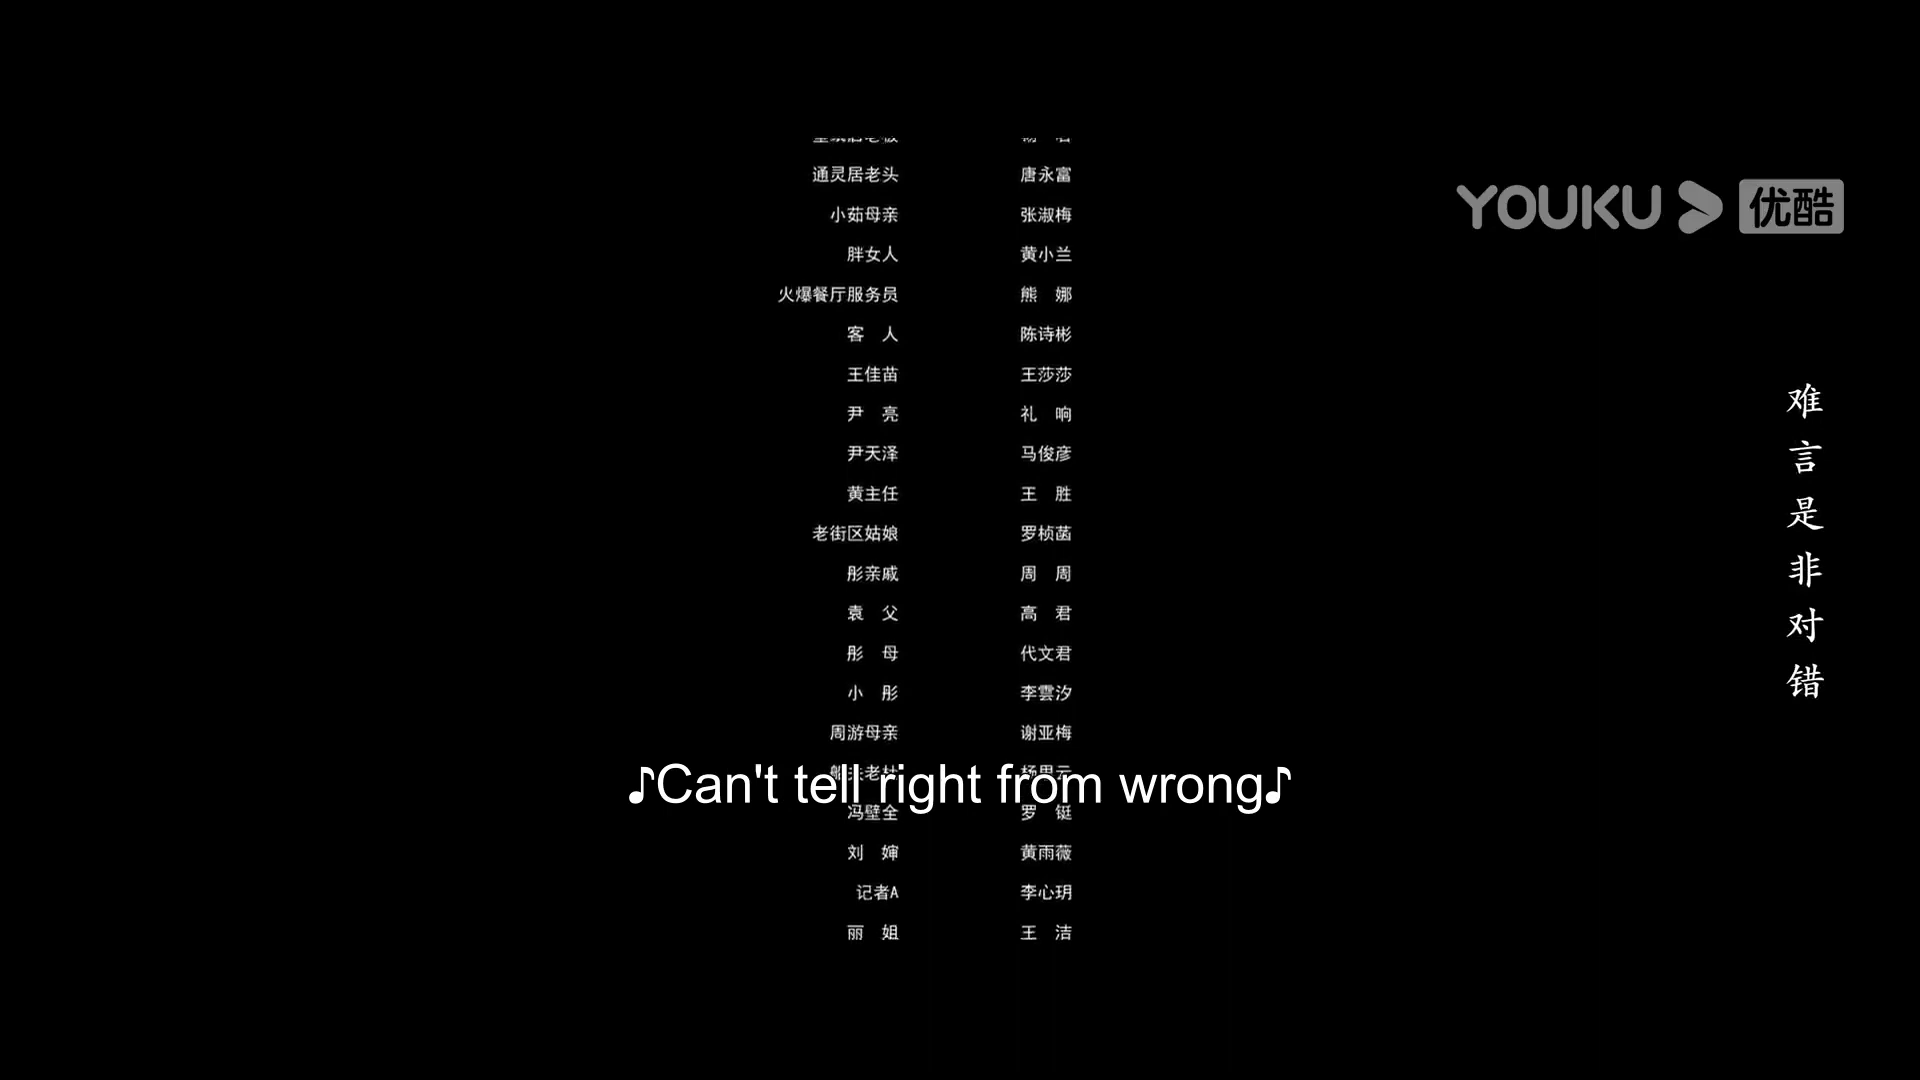 通灵居老头 唐永富
小茹母亲 张淑梅
胖女人 黄小兰
火爆餐厅服务员 熊 娜
客 人 陈诗彬
王佳苗 王莎莎
尹 亮 礼 响
尹天泽 马俊彦
黄主任 王 胜
老街区姑娘 罗桢菡
彤亲戚 周 周
袁 父 高 君
彤 母 代文君
小 彤 李雲汐
周游母亲 谢亚梅
♪Can't tell right from wrong♪
冯壁全 罗 铤
刘 婶 黄雨薇
记者A 李心玥
丽 姐 王 洁
YOUKU 优酷
难言是非对错